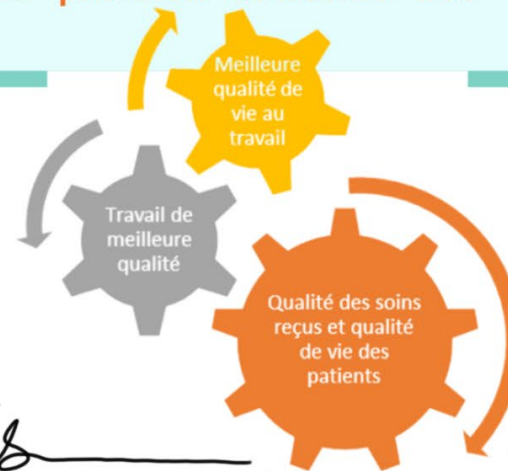 Meilleure
qualité de
vie au
travail
Travail de
meilleure
qualité
Qualité des soins
reçus et qualité
de vie des
patients